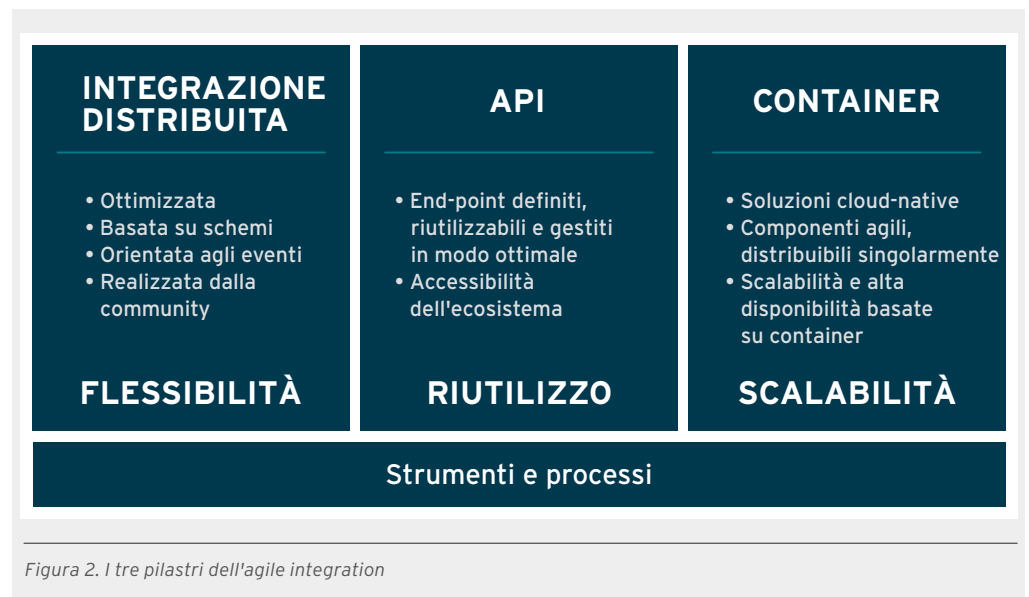 INTEGRAZIONE
DISTRIBUITA
• Ottimizzata
• Basata su schemi
• Orientata agli eventi
• Realizzata dalla
community
FLESSIBILITÀ
API
• End-point definiti,
riutilizzabili e gestiti
in modo ottimale
• Accessibilità
dell'ecosistema
RIUTILIZZO
CONTAINER
• Soluzioni cloud-native
• Componenti agili,
distribuibili singolarmente
• Scalabilità e alta
disponibilità basate
su container
SCALABILITÀ
Strumenti e processi
Figura 2. I tre pilastri dell'agile integration